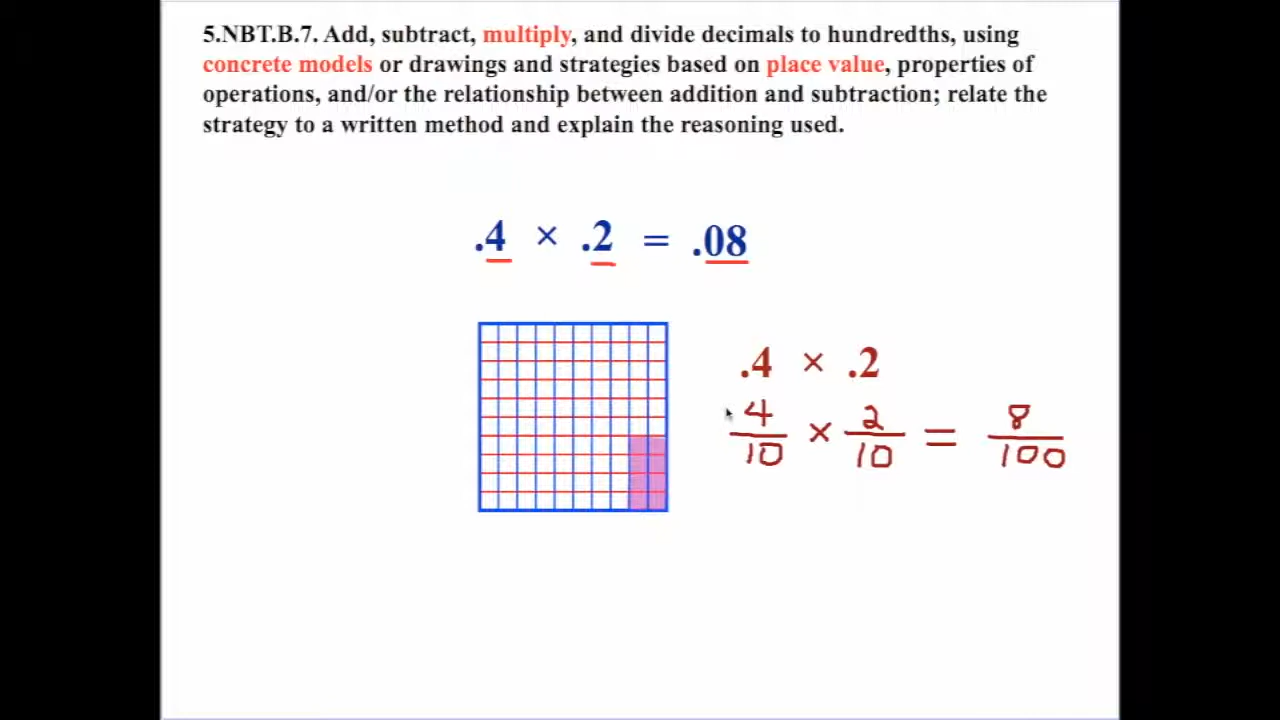 5.NBT.B.7. Add, subtract, multiply, and divide decimals to hundredths, using
concrete models or drawings and strategies based on place value, properties of
operations, and/or the relationship between addition and subtraction; relate the
strategy to a written method and explain the reasoning used.
.4 × .2 = .08
.4 × .2
4/10 × 2/10 = 8/100